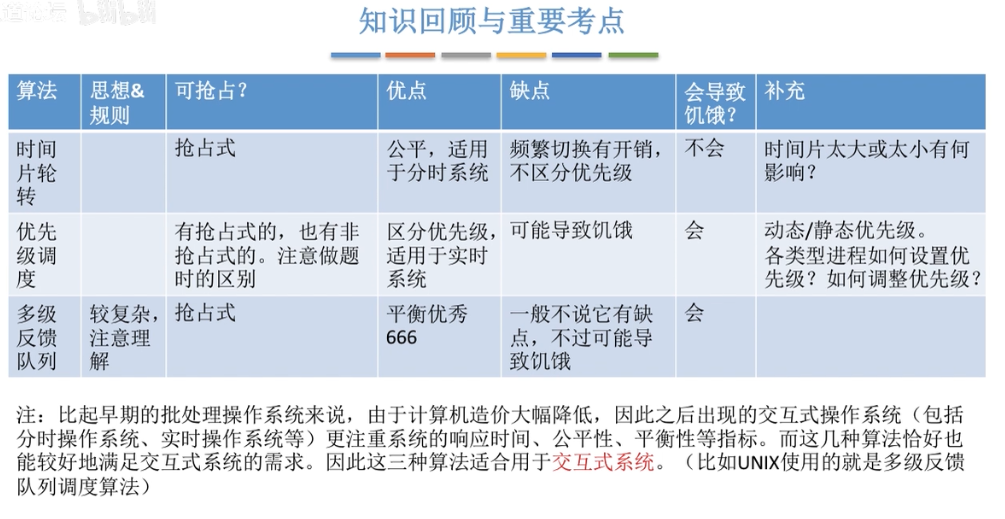 bilibili
知识回顾与重要考点
算法
思想&
规则
可抢占？
优点
缺点
会导致
饥饿？
补充
时间
片轮
转
抢占式
公平，适用
于分时系统
频繁切换有开销，
不区分优先级
不会
时间片太大或太小有何
影响？
优先
级调
度
有抢占式的，也有非
抢占式的。注意做题
时的区别
区分优先级，
适用于实时
系统
可能导致饥饿
会
动态/静态优先级。
各类型进程如何设置优
先级？如何调整优先级？
多级
反馈
队列
较复杂，
注意理
解
抢占式
平衡优秀
666
一般不说它有缺
点，不过可能导
致饥饿
会
注：比起早期的批处理操作系统来说，由于计算机造价大幅降低，因此之后出现的交互式操作系统（包括
分时操作系统、实时操作系统等）更注重系统的响应时间、公平性、平衡性等指标。而这几种算法恰好也
能较好地满足交互式系统的需求。因此这三种算法适合用于交互式系统。（比如UNIX使用的就是多级反馈
队列调度算法）